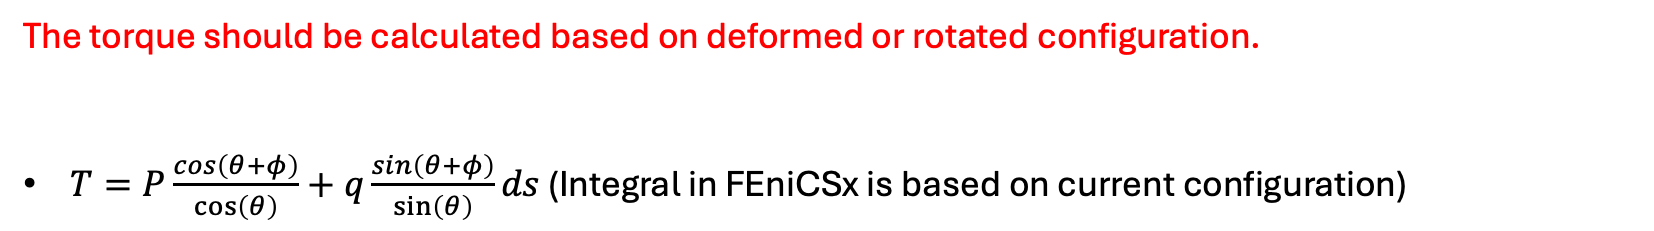 The torque should be calculated based on deformed or rotated configuration.
• T = P cos(θ+ϕ)/cos(θ) + q sin(θ+ϕ)/sin(θ) ds (Integral in FEniCSx is based on current configuration)